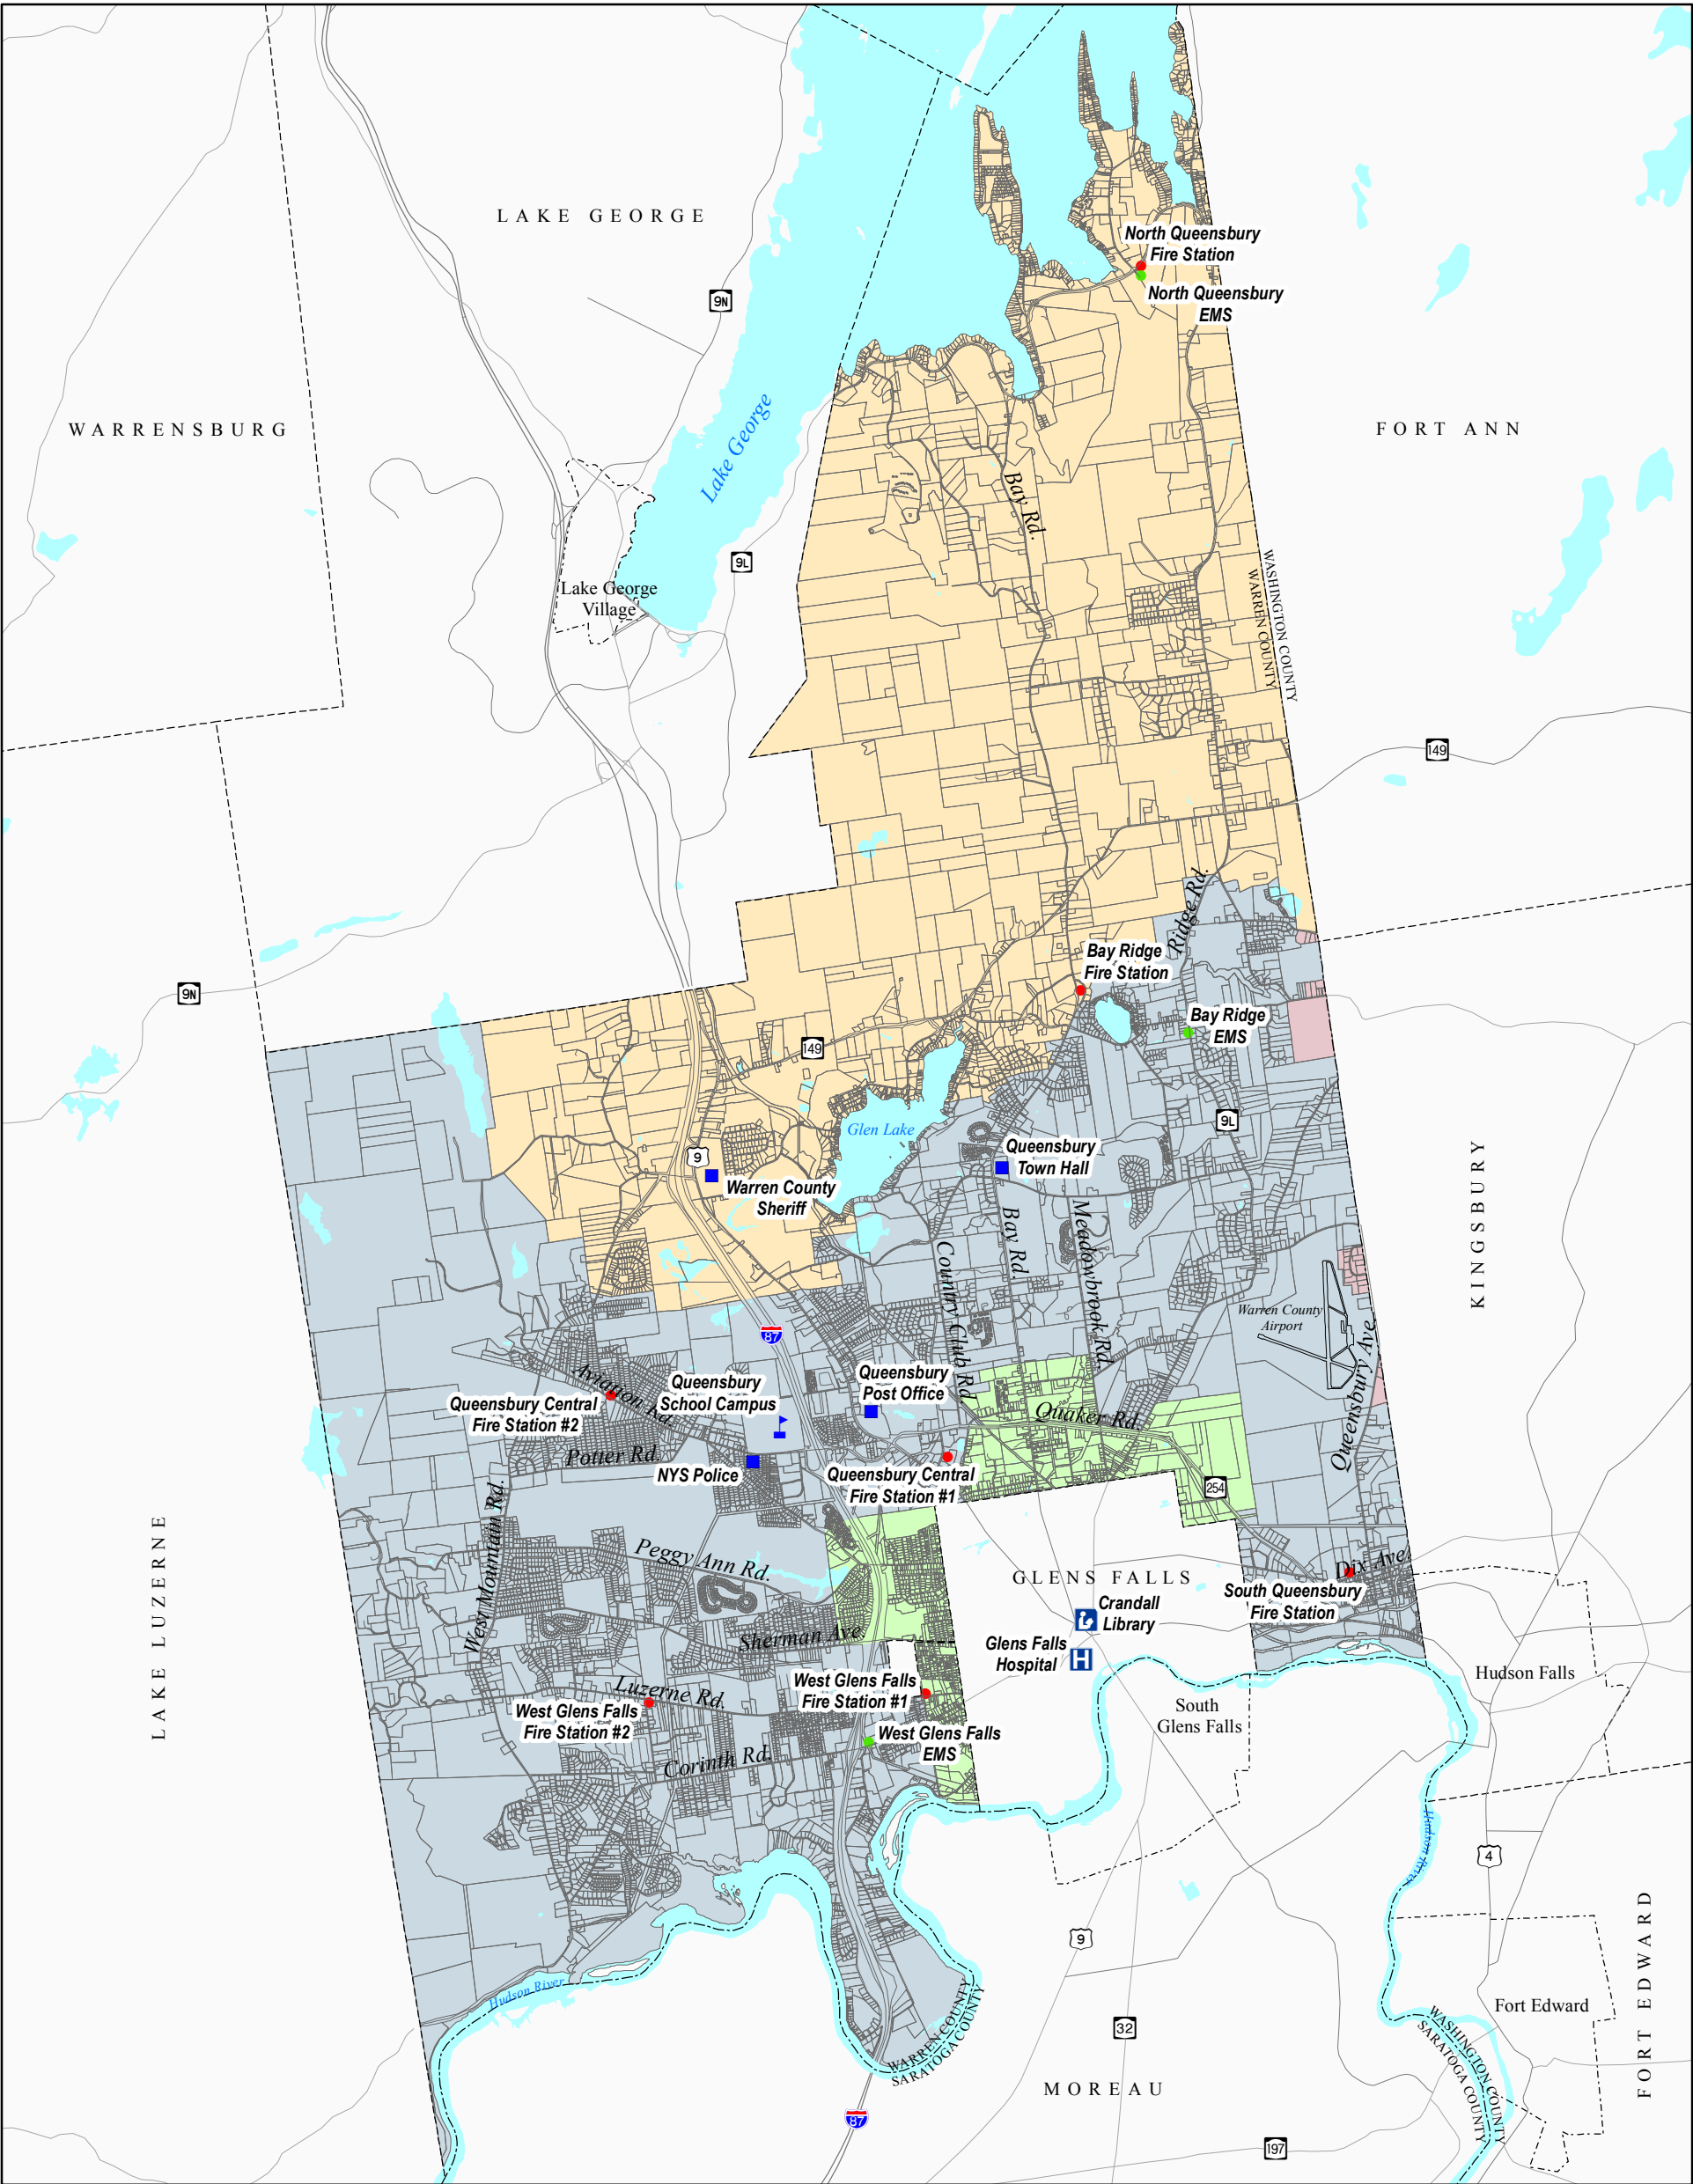 LAKE GEORGE
North Queensbury
Fire Station
North Queensbury
EMS
9N
WARRENSBURG
FORT ANN
Lake George
Bay Rd.
9L
Lake George
Village
WASHINGTON COUNTY
WARREN COUNTY
149
Ridge Rd.
Bay Ridge
Fire Station
9N
Bay Ridge
EMS
149
9L
Glen Lake
Queensbury
Town Hall
9
Warren County
Sheriff
KINGSBURY
Bay Rd.
Meadowbrook Rd.
Country Club Rd
Warren County
Airport
87
Queensbury Ave.
Aviation Rd.
Queensbury
School Campus
Queensbury
Post Office
Queensbury Central
Fire Station #2
Quaker Rd.
Potter Rd.
NYS Police
Queensbury Central
Fire Station #1
254
West Mountain Rd.
LAKE LUZERNE
Peggy Ann Rd.
GLENS FALLS
Dix Ave.
South Queensbury
Fire Station
Crandall
Library
Sherman Ave.
Glens Falls
Hospital
H
Hudson Falls
West Glens Falls
Fire Station #1
Luzerne Rd.
West Glens Falls
Fire Station #2
South
Glens Falls
West Glens Falls
EMS
Corinth Rd.
Hudson River
4
9
FORT EDWARD
Hudson River
WARREN COUNTY
SARATOGA COUNTY
Fort Edward
32
WASHINGTON COUNTY
SARATOGA COUNTY
MOREAU
87
197